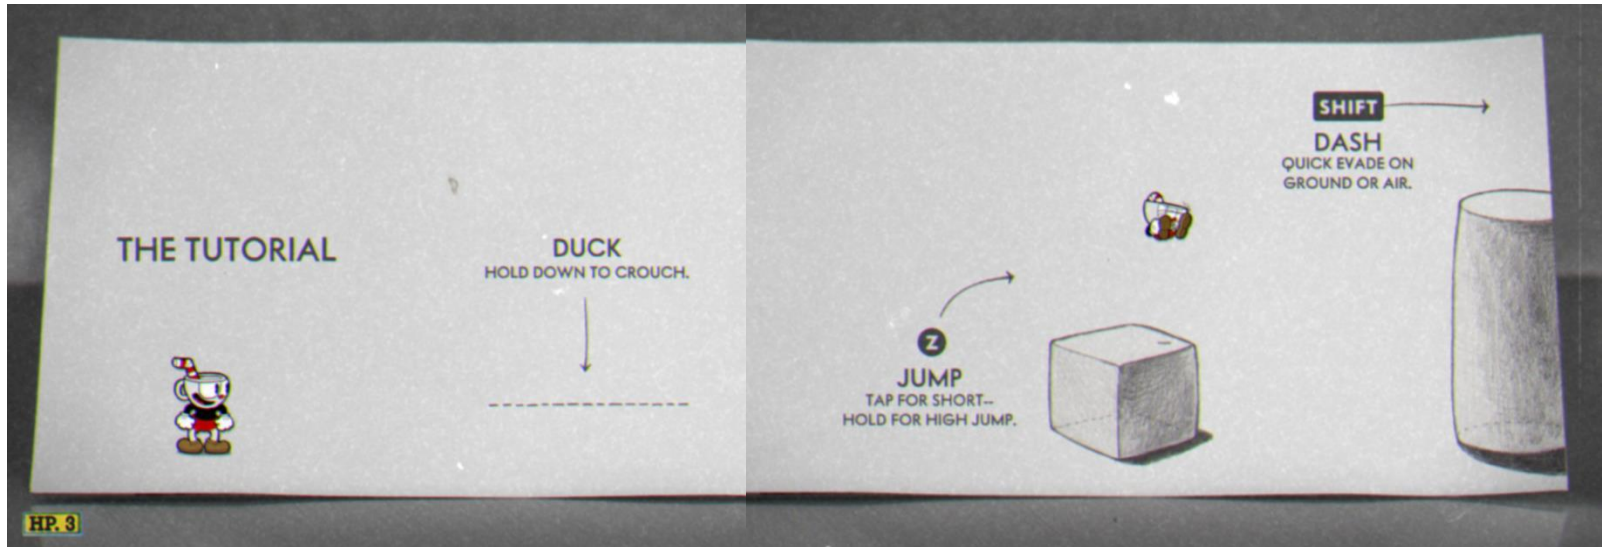 THE TUTORIAL
DUCK
HOLD DOWN TO CROUCH.
HP. 3
Z
JUMP
TAP FOR SHORT--
HOLD FOR HIGH JUMP.
SHIFT
DASH
QUICK EVADE ON
GROUND OR AIR.